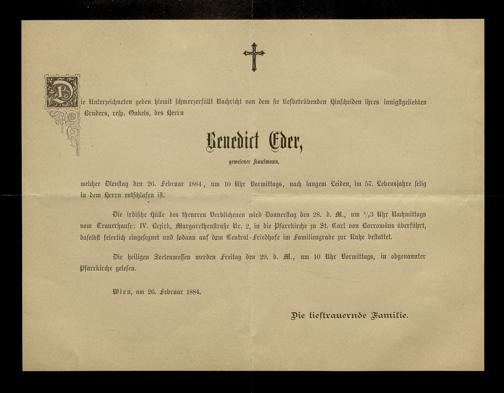 Die Unterzeichneten geben hiemit schmerzerfüllt Nachricht von dem sie tiefbetrübenden Hinscheiden ihres innigstgeliebten
Bruders, resp. Onkels, des Herrn
Benedict Eder,
gewesener Kaufmann,
welcher Dienstag den 26. Februar 1884, um 10 Uhr Vormittags, nach langem Leiden, im 57. Lebensjahre selig
in dem Herrn entschlafen ist.
Die irdische Hülle des theueren Verblichenen wird Donnerstag den 28. d. M., um ½3 Uhr Nachmittags
vom Trauerhause: IV. Bezirk, Margarethenstraße Nr. 2, in die Pfarrkirche zu St. Carl von Borromäus überführt,
daselbst feierlich eingesegnet und sodann auf dem Central-Friedhofe im Familiengrabe zur Ruhe bestattet.
Die heiligen Seelenmessen werden Freitag den 29. d. M., um 10 Uhr Vormittags, in obgenannter
Pfarrkirche gelesen.
Wien, am 26. Februar 1884.
Die tieftrauernde Familie.